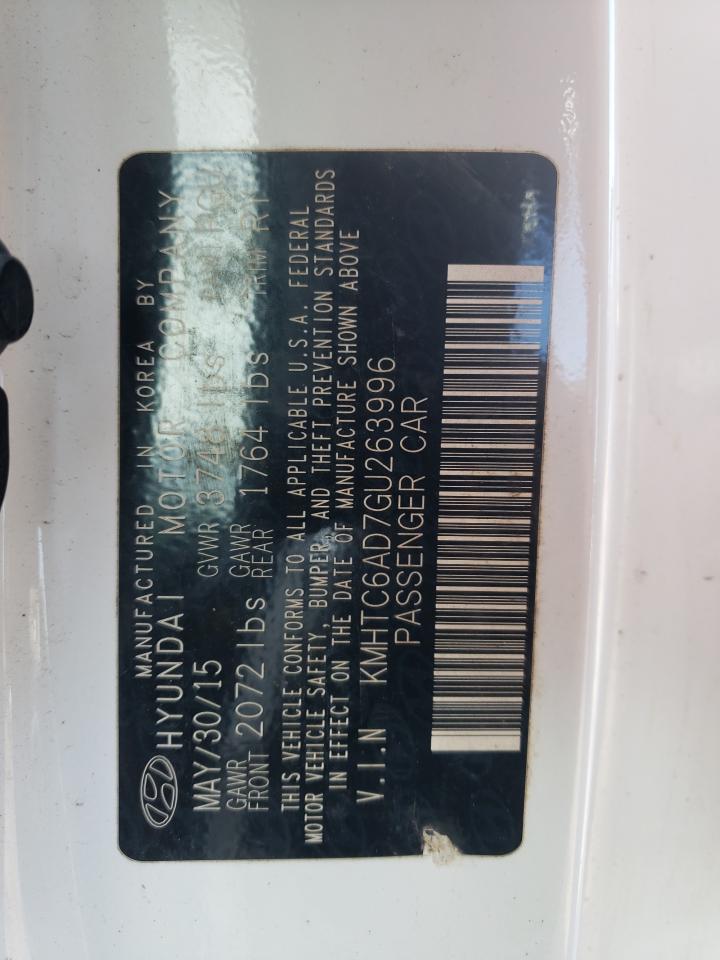 MANUFACTURED IN KOREA BY
HYUNDAI MOTOR COMPANY
MAY/30/15 GVWR 3748 lbs
GAWR FRONT 2072 lbs GAWR REAR 1764 lbs TRIM RY
THIS VEHICLE CONFORMS TO ALL APPLICABLE U.S.A. FEDERAL
MOTOR VEHICLE SAFETY, BUMPER, AND THEFT PREVENTION STANDARDS
IN EFFECT ON THE DATE OF MANUFACTURE SHOWN ABOVE
V.I.N KMHTC6AD7GU263996
PASSENGER CAR